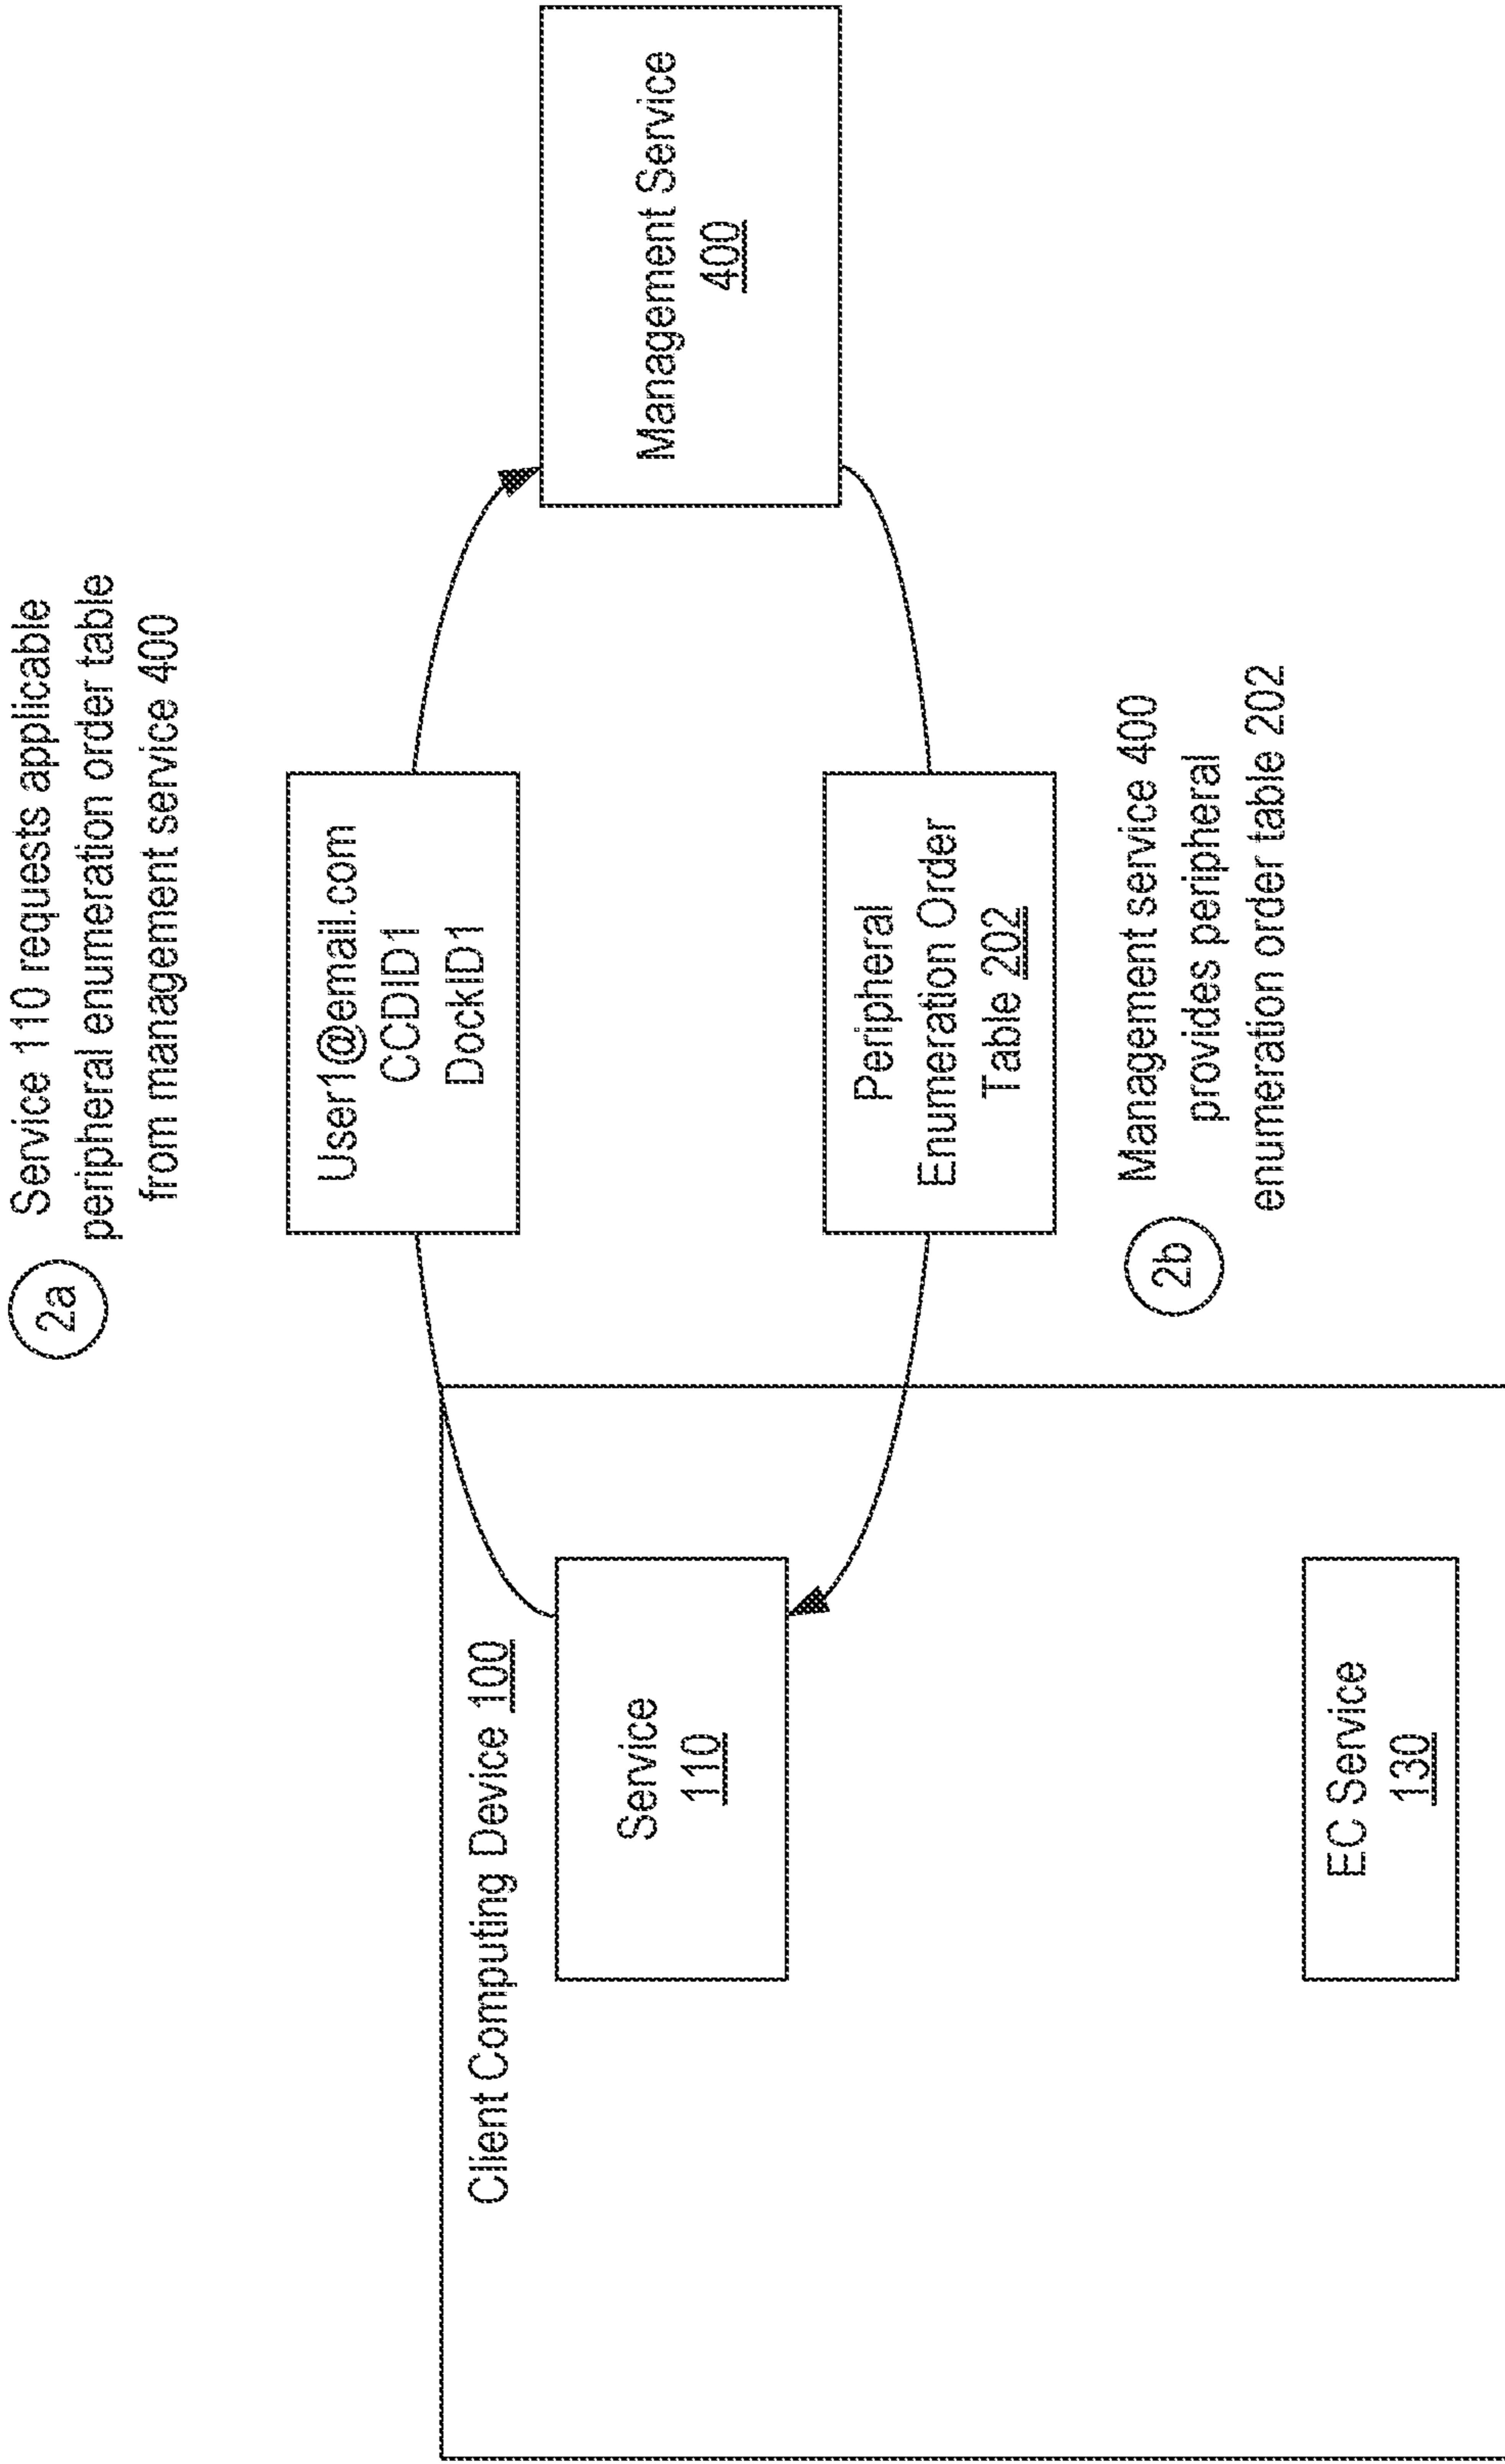 2a
Service 110 requests applicable
peripheral enumeration order table
from management service 400
User1@email.com
CCDID1
DockID1
Management Service
400
Client Computing Device 100
Service
110
Peripheral
Enumeration Order
Table 202
2b
Management service 400
provides peripheral
enumeration order table 202
EC Service
130